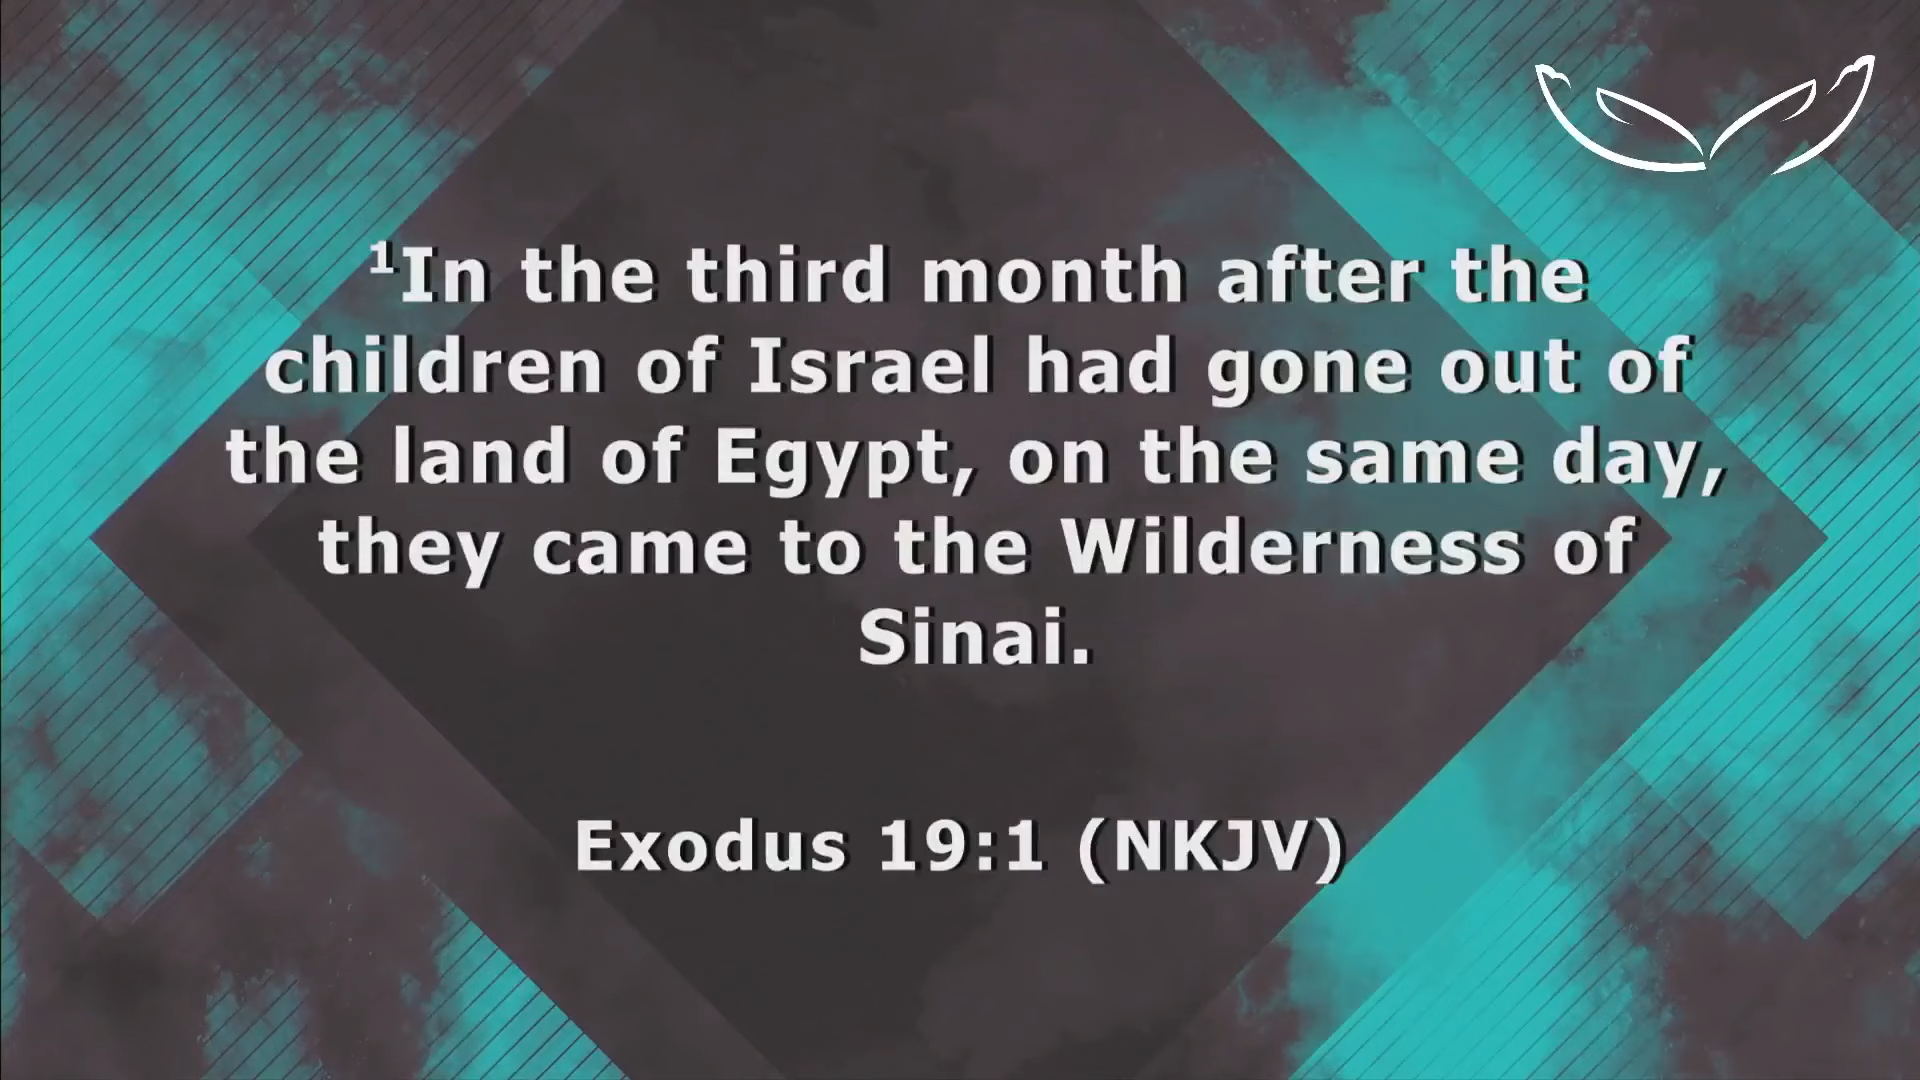 ¹In the third month after the
children of Israel had gone out of
the land of Egypt, on the same day,
they came to the Wilderness of
Sinai.
Exodus 19:1 (NKJV)